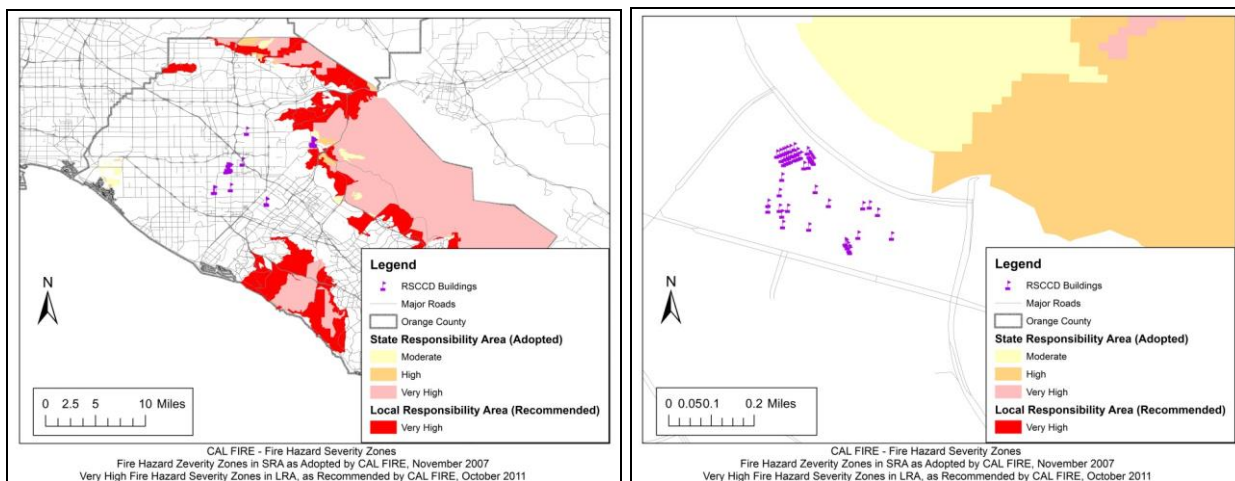 N
Legend
RSCCD Buildings
Major Roads
Orange County
State Responsibility Area (Adopted)
Moderate
High
Very High
Local Responsibility Area (Recommended)
Very High
0 2.5 5 10 Miles
CAL FIRE - Fire Hazard Severity Zones
Fire Hazard Zeverity Zones in SRA as Adopted by CAL FIRE, November 2007
Very High Fire Hazard Severity Zones in LRA, as Recommended by CAL FIRE, October 2011
N
Legend
RSCCD Buildings
Major Roads
Orange County
State Responsibility Area (Adopted)
Moderate
High
Very High
Local Responsibility Area (Recommended)
Very High
0 0.05 0.1 0.2 Miles
CAL FIRE - Fire Hazard Severity Zones
Fire Hazard Zeverity Zones in SRA as Adopted by CAL FIRE, November 2007
Very High Fire Hazard Severity Zones in LRA, as Recommended by CAL FIRE, October 2011